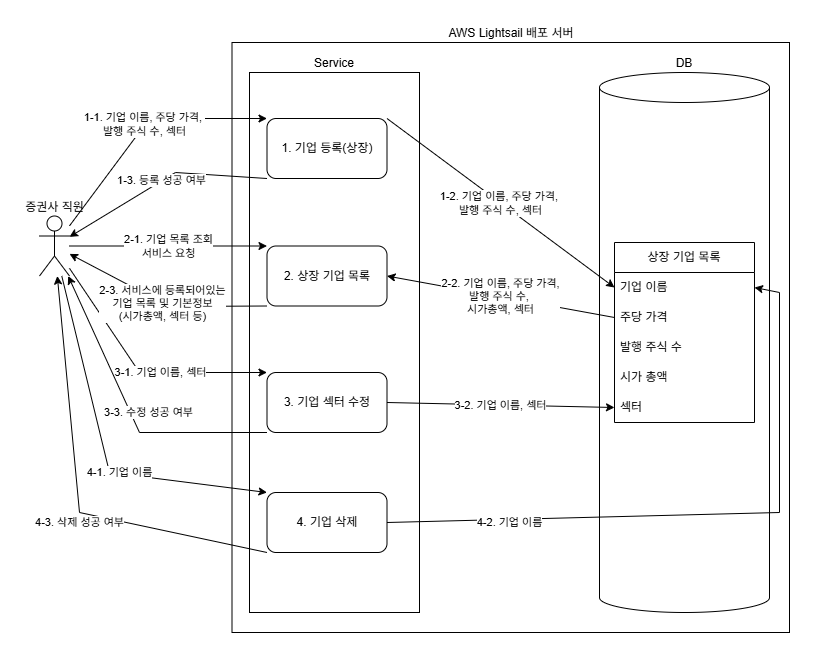 AWS Lightsail 배포 서버
Service
DB
1-1. 기업 이름, 주당 가격,
발행 주식 수, 섹터
1. 기업 등록(상장)
1-3. 등록 성공 여부
1-2. 기업 이름, 주당 가격,
발행 주식 수, 섹터
증권사 직원
2-1. 기업 목록 조회
서비스 요청
2. 상장 기업 목록
2-2. 기업 이름, 주당 가격,
발행 주식 수,
시가총액, 섹터
2-3. 서비스에 등록되어있는
기업 목록 및 기본정보
(시가총액, 섹터 등)
상장 기업 목록
기업 이름
주당 가격
발행 주식 수
시가 총액
섹터
3-1. 기업 이름, 섹터
3. 기업 섹터 수정
3-2. 기업 이름, 섹터
3-3. 수정 성공 여부
4-1. 기업 이름
4. 기업 삭제
4-2. 기업 이름
4-3. 삭제 성공 여부